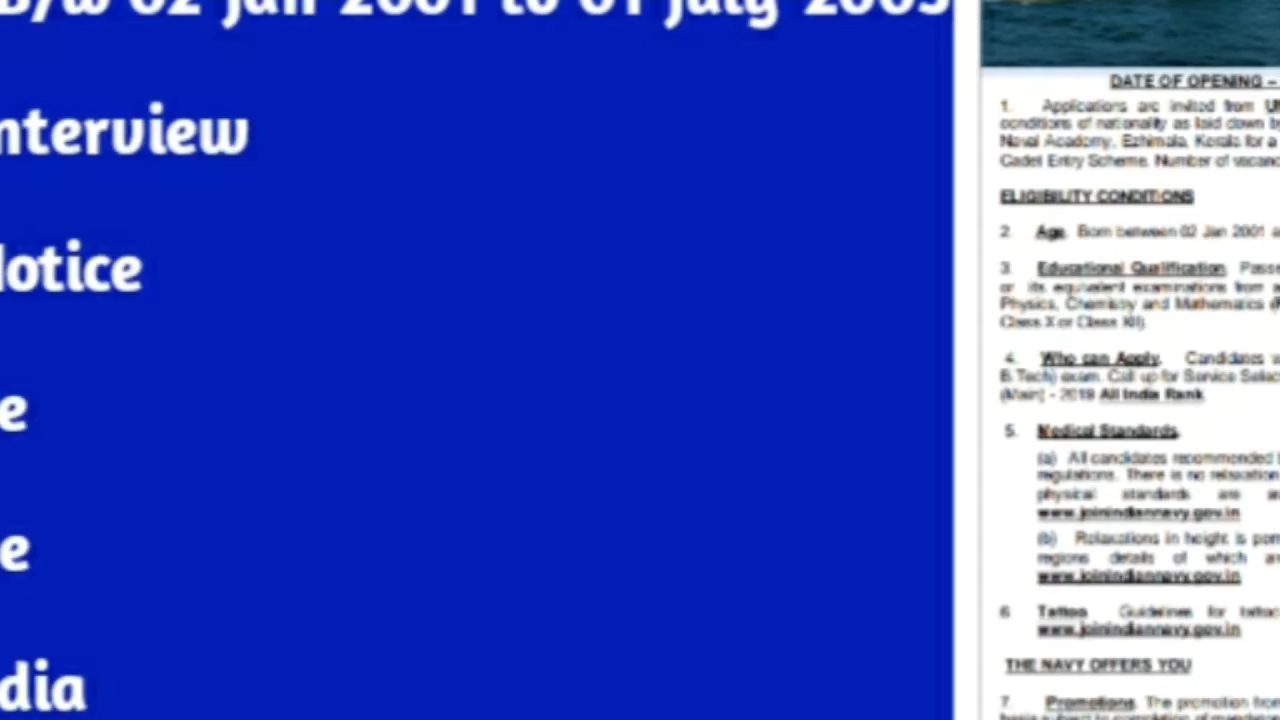 B/w 02 Jan 2001 to 01 July 2003
nterview
lotice
e
e
dia
DATE OF OPENING –
1. Applications are invited from U
conditions of nationality as laid down b
Naval Academy, Ezhimala, Kerala for a
Cadet Entry Scheme. Number of vacanc
ELIGIBILITY CONDITIONS
2. Age. Born between 02 Jan 2001 a
3. Educational Qualification. Passe
or its equivalent examinations from a
Physics, Chemistry and Mathematics (
Class X or Class XII).
4. Who can Apply. Candidates w
B.Tech) exam. Call up for Service Selec
(Main) - 2019 All India Rank.
5. Medical Standards.
(a) All candidates recommended
regulations. There is no relaxation
physical standards are a
www.joinindiannavy.gov.in
(b) Relaxations in height is perm
regions details of which ar
www.joinindiannavy.gov.in
6 Tattoo. Guidelines for tattoo
www.joinindiannavy.gov.in
THE NAVY OFFERS YOU
7. Promotions. The promotion from